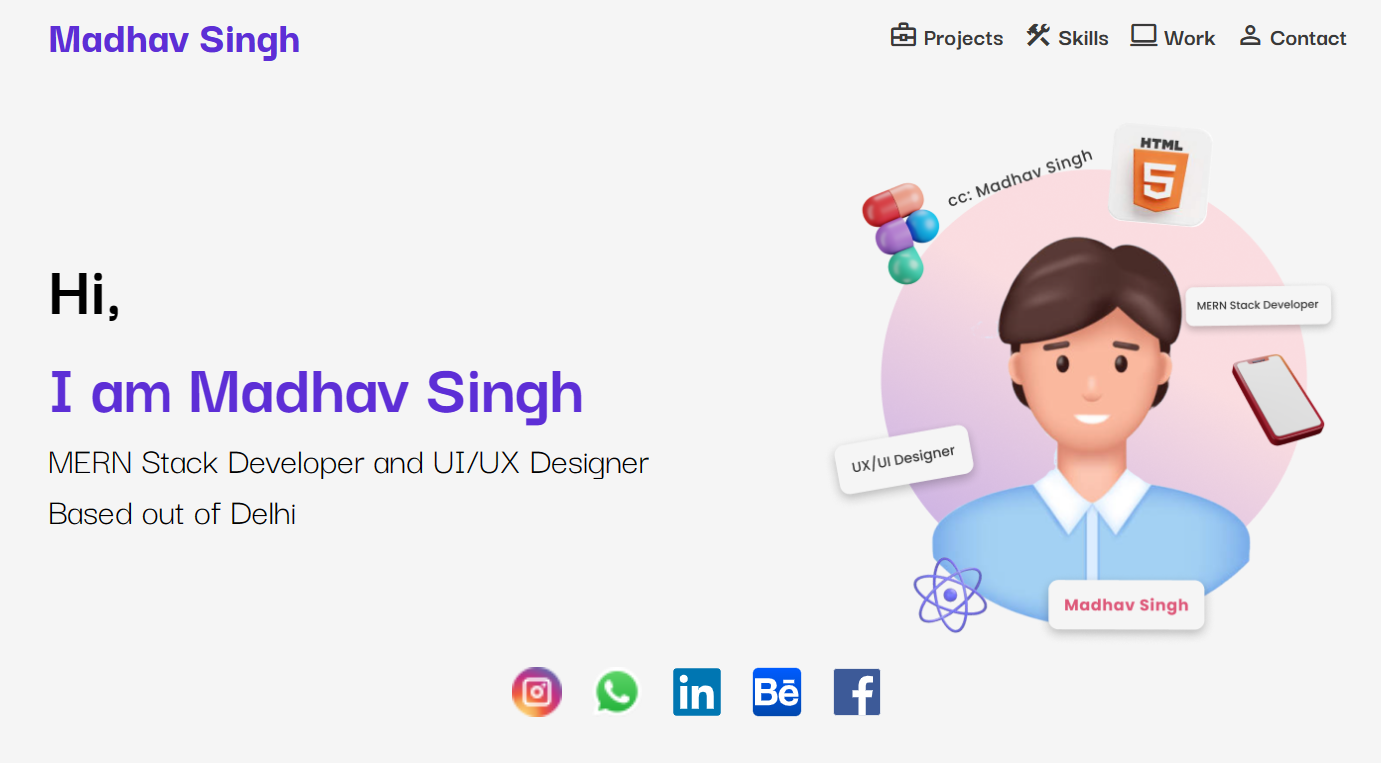 Madhav Singh
Projects Skills Work Contact
cc: Madhav Singh
HTML
5
Hi,
MERN Stack Developer
I am Madhav Singh
UX/UI Designer
MERN Stack Developer and UI/UX Designer
Based out of Delhi
Madhav Singh
in
Bē
f